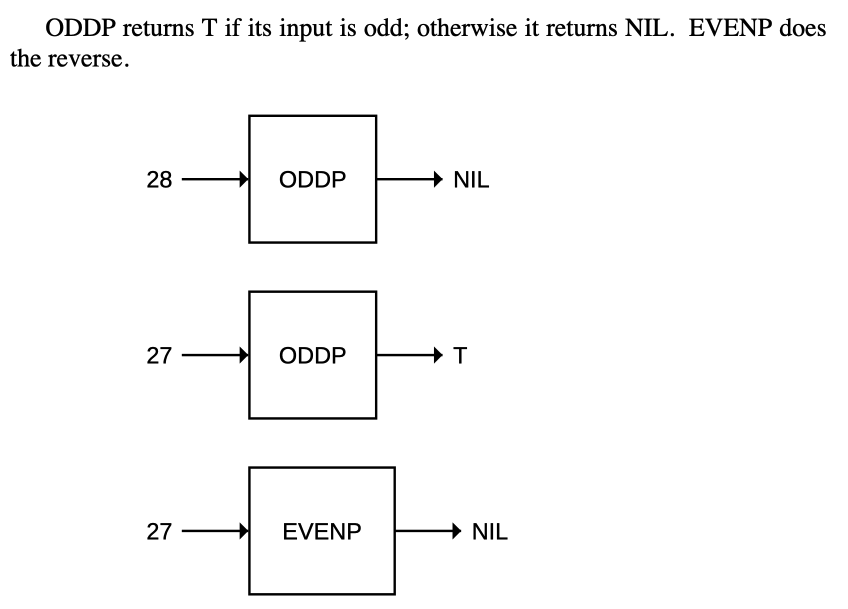 ODDP returns T if its input is odd; otherwise it returns NIL. EVENP does
the reverse.
28 ODDP NIL
27 ODDP T
27 EVENP NIL